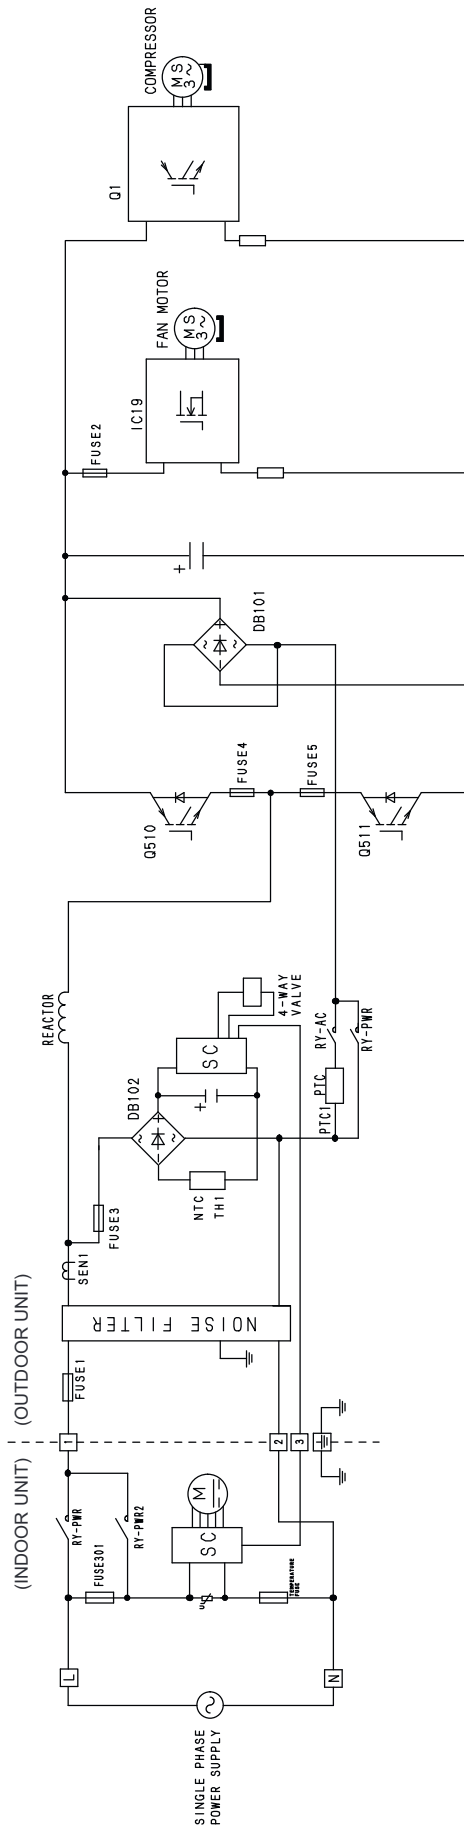 (INDOOR UNIT)
(OUTDOOR UNIT)
SINGLE PHASE
POWER SUPPLY
L
N
FUSE301
RY-PWR
RY-PWR2
SC
M
TEMPERATURE
FUSE
1
2
3
FUSE1
NOISE FILTER
SEN1
FUSE3
NTC
TH1
DB102
+
SC
4-WAY
VALVE
PTC1
PTC
RY-AC
RY-PWR
REACTOR
Q510
FUSE4
FUSE5
Q511
DB101
+
FUSE2
IC19
FAN MOTOR
MS
3~
Q1
COMPRESSOR
MS
3~